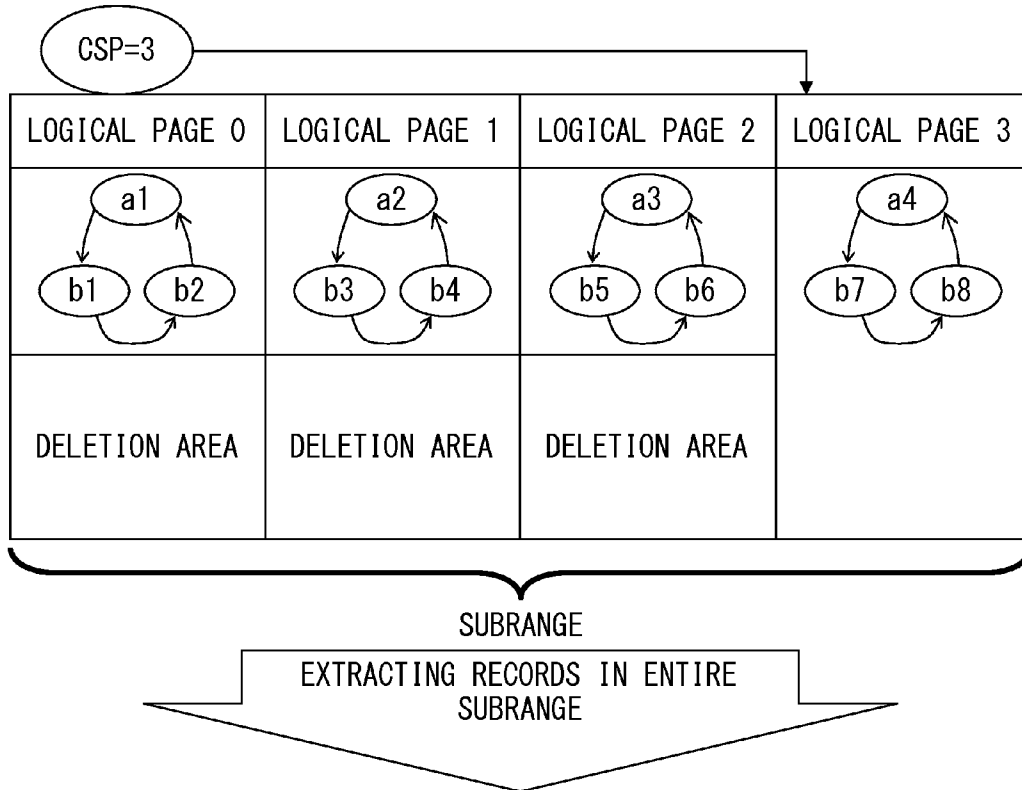 CSP=3
LOGICAL PAGE 0 LOGICAL PAGE 1 LOGICAL PAGE 2 LOGICAL PAGE 3
a1 a2 a3 a4
b1 b2 b3 b4 b5 b6 b7 b8
DELETION AREA DELETION AREA DELETION AREA
SUBRANGE
EXTRACTING RECORDS IN ENTIRE
SUBRANGE